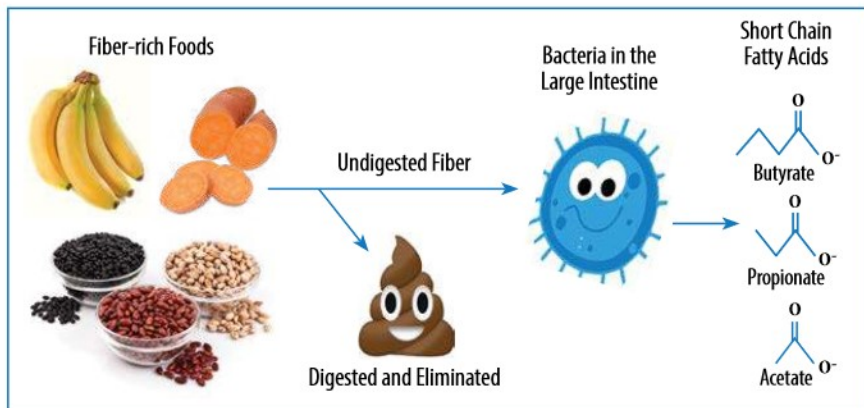 Fiber-rich Foods
Undigested Fiber
Digested and Eliminated
Bacteria in the
Large Intestine
Short Chain
Fatty Acids
O
O-
Butyrate
O
O-
Propionate
O
O-
Acetate